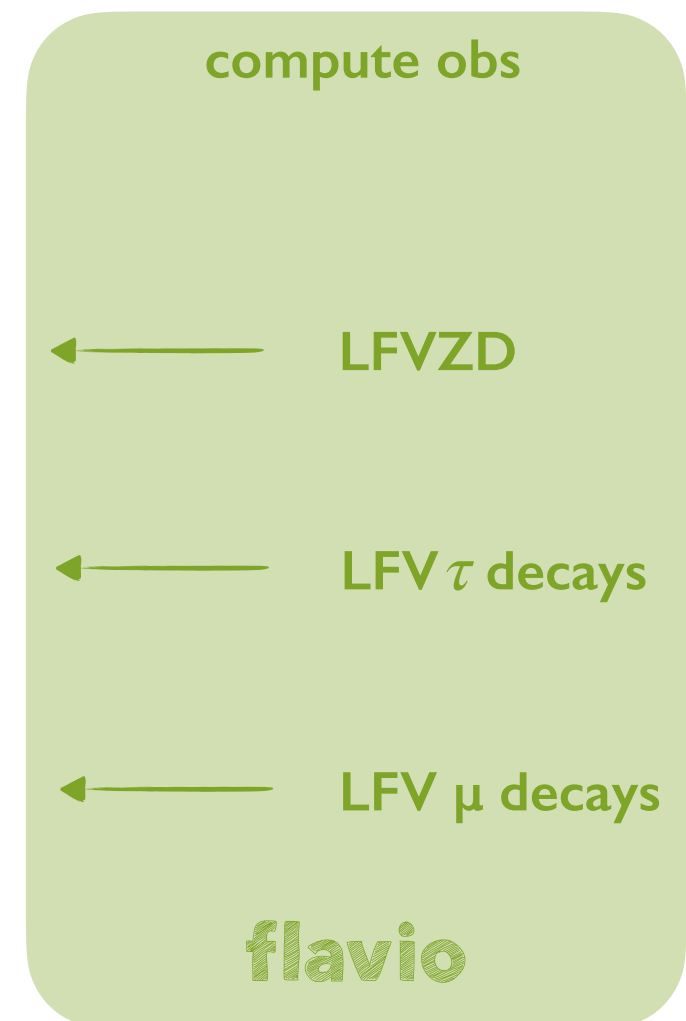 compute obs
LFVZD
LFV τ decays
LFV μ decays
flavio